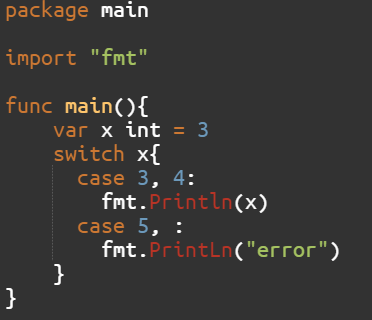 package main
import "fmt"
func main(){
var x int = 3
switch x{
case 3, 4:
fmt.Println(x)
case 5, :
fmt.PrintLn("error")
}
}